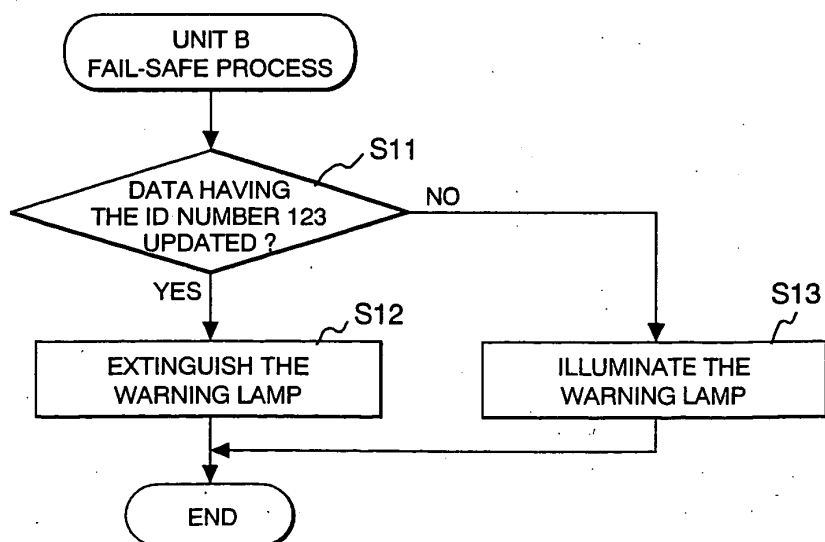 UNIT B
FAIL-SAFE PROCESS
S11
DATA HAVING
THE ID NUMBER 123
UPDATED ?
NO
YES
S12
EXTINGUISH THE
WARNING LAMP
S13
ILLUMINATE THE
WARNING LAMP
END